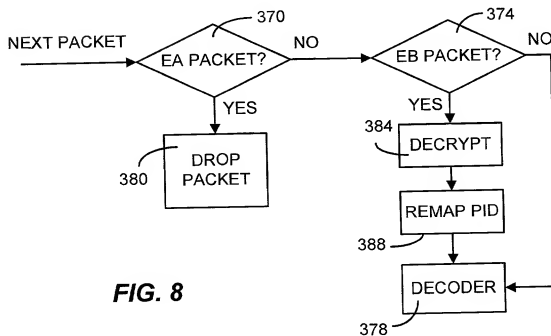 370
374
NEXT PACKET
EA PACKET?
NO
EB PACKET?
NO
YES
YES
384
DROP
PACKET
380
DECRYPT
REMAP PID
388
DECODER
378
FIG. 8